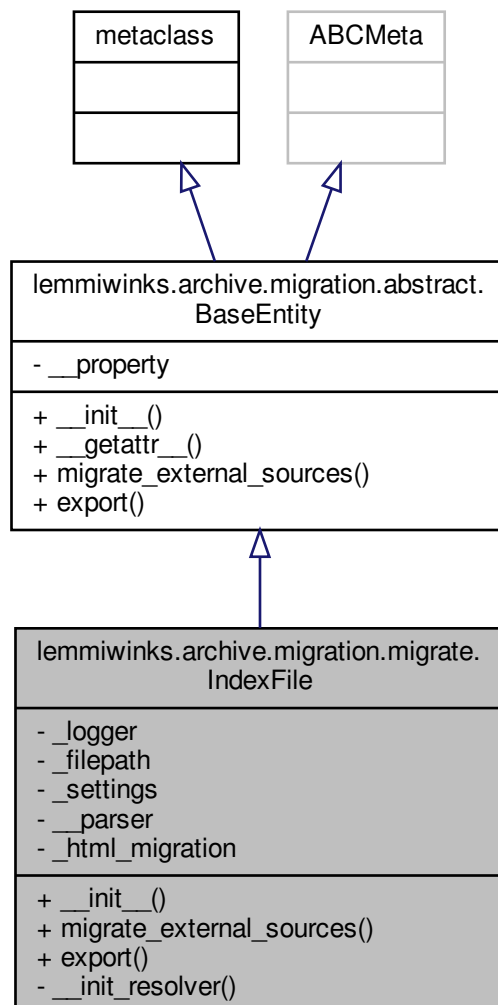 metaclass
ABCMeta
lemmiwinks.archive.migration.abstract.
BaseEntity
- __property
+ __init__()
+ __getattr__()
+ migrate_external_sources()
+ export()
lemmiwinks.archive.migration.migrate.
IndexFile
- _logger
- _filepath
- _settings
- __parser
- _html_migration
+ __init__()
+ migrate_external_sources()
+ export()
- __init_resolver()